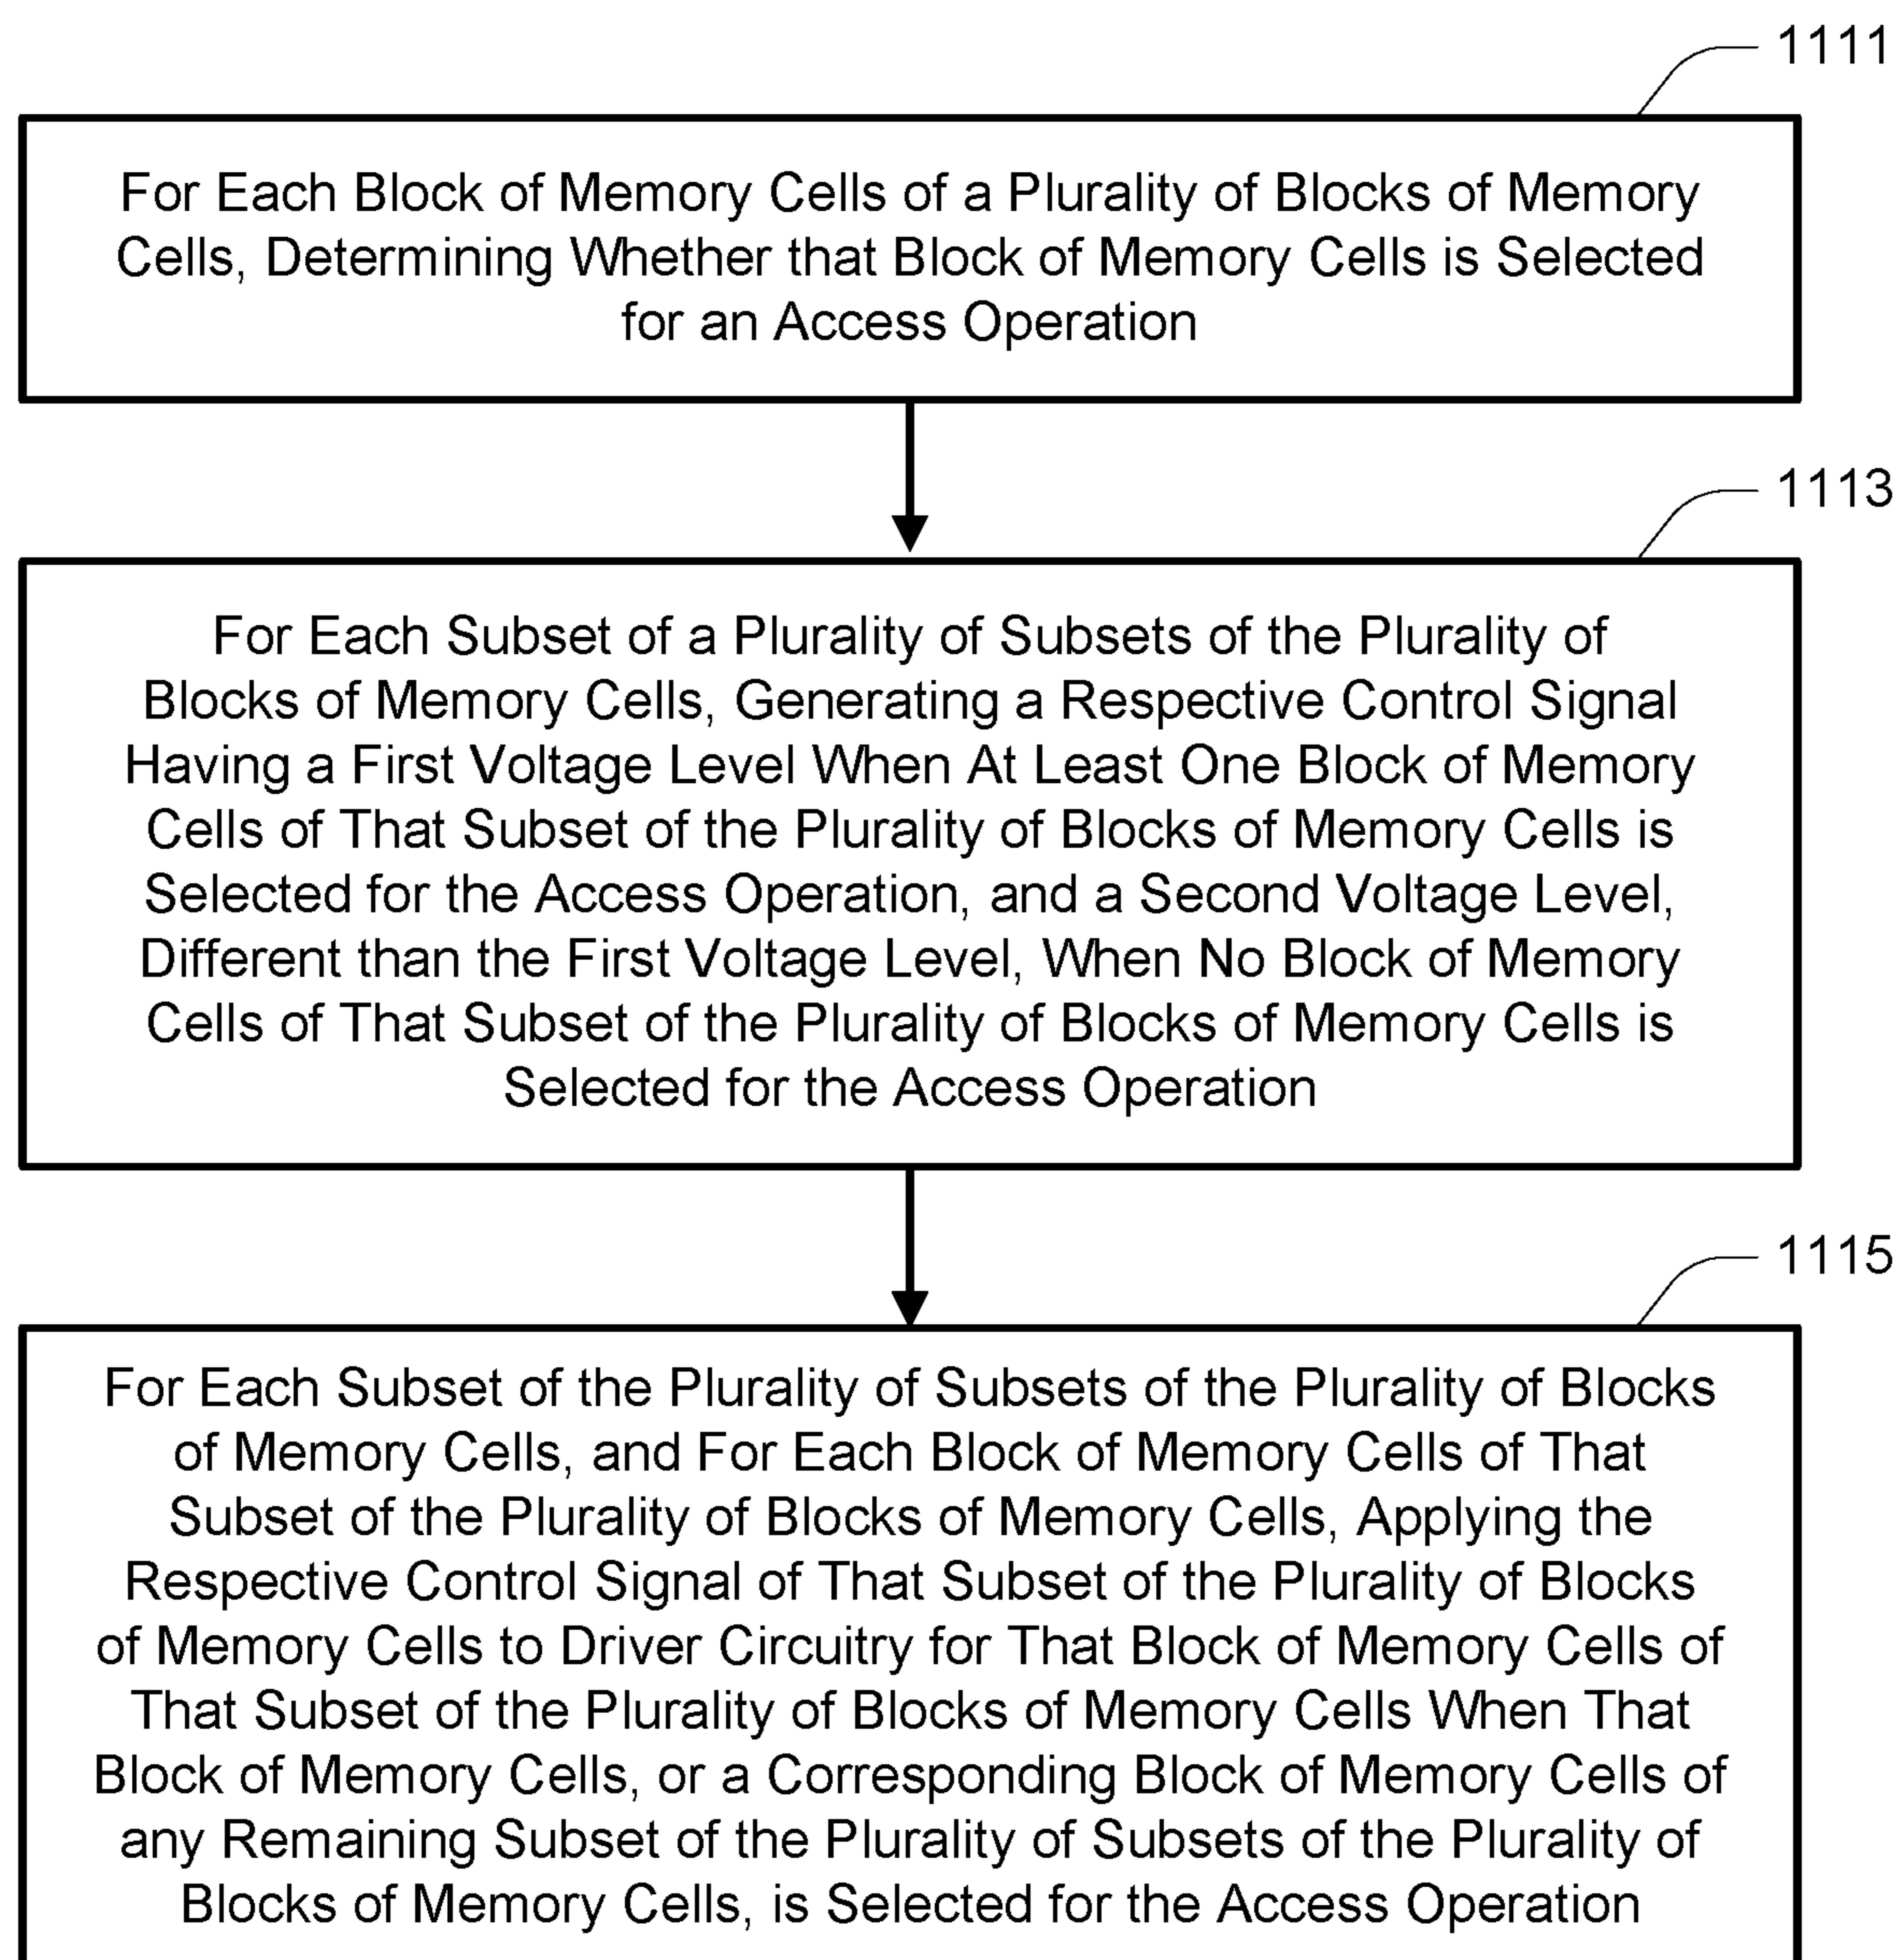 1111
For Each Block of Memory Cells of a Plurality of Blocks of Memory
Cells, Determining Whether that Block of Memory Cells is Selected
for an Access Operation
1113
For Each Subset of a Plurality of Subsets of the Plurality of
Blocks of Memory Cells, Generating a Respective Control Signal
Having a First Voltage Level When At Least One Block of Memory
Cells of That Subset of the Plurality of Blocks of Memory Cells is
Selected for the Access Operation, and a Second Voltage Level,
Different than the First Voltage Level, When No Block of Memory
Cells of That Subset of the Plurality of Blocks of Memory Cells is
Selected for the Access Operation
1115
For Each Subset of the Plurality of Subsets of the Plurality of Blocks
of Memory Cells, and For Each Block of Memory Cells of That
Subset of the Plurality of Blocks of Memory Cells, Applying the
Respective Control Signal of That Subset of the Plurality of Blocks
of Memory Cells to Driver Circuitry for That Block of Memory Cells of
That Subset of the Plurality of Blocks of Memory Cells When That
Block of Memory Cells, or a Corresponding Block of Memory Cells of
any Remaining Subset of the Plurality of Subsets of the Plurality of
Blocks of Memory Cells, is Selected for the Access Operation